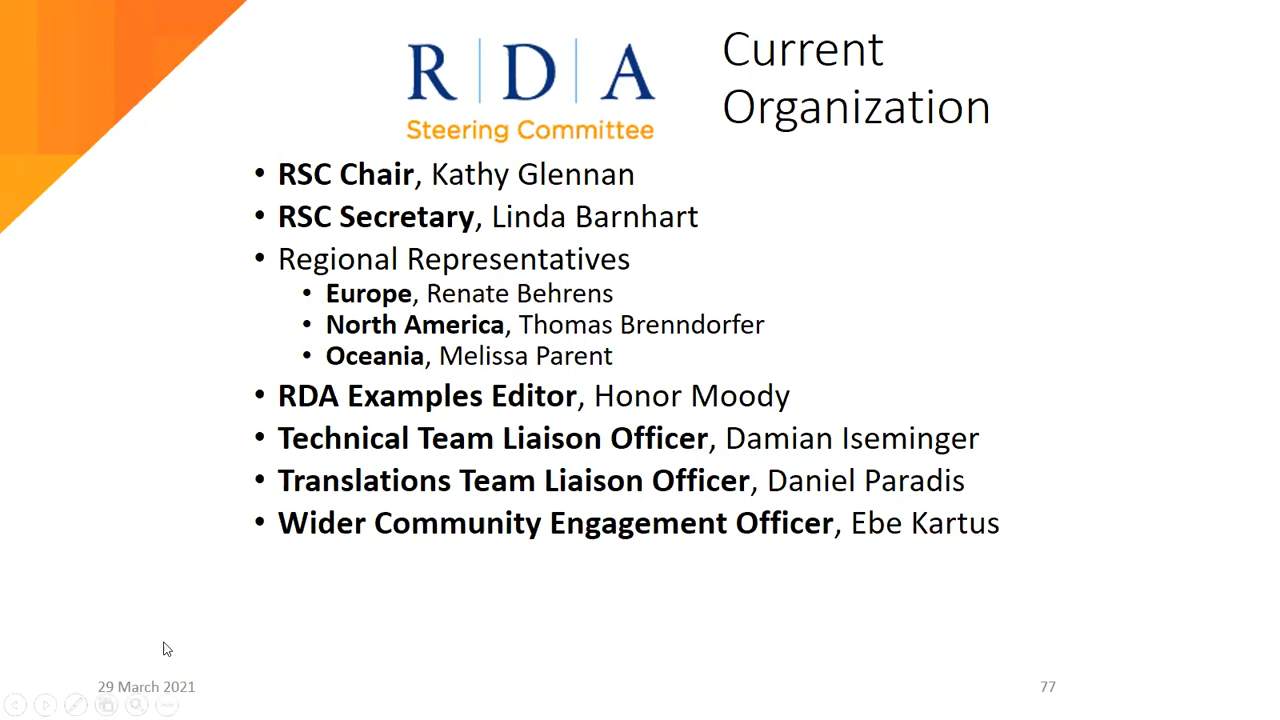 R|D|A
Steering Committee
Current
Organization
• RSC Chair, Kathy Glennan
• RSC Secretary, Linda Barnhart
• Regional Representatives
• Europe, Renate Behrens
• North America, Thomas Brenndorfer
• Oceania, Melissa Parent
• RDA Examples Editor, Honor Moody
• Technical Team Liaison Officer, Damian Iseminger
• Translations Team Liaison Officer, Daniel Paradis
• Wider Community Engagement Officer, Ebe Kartus
29 March 2021
77